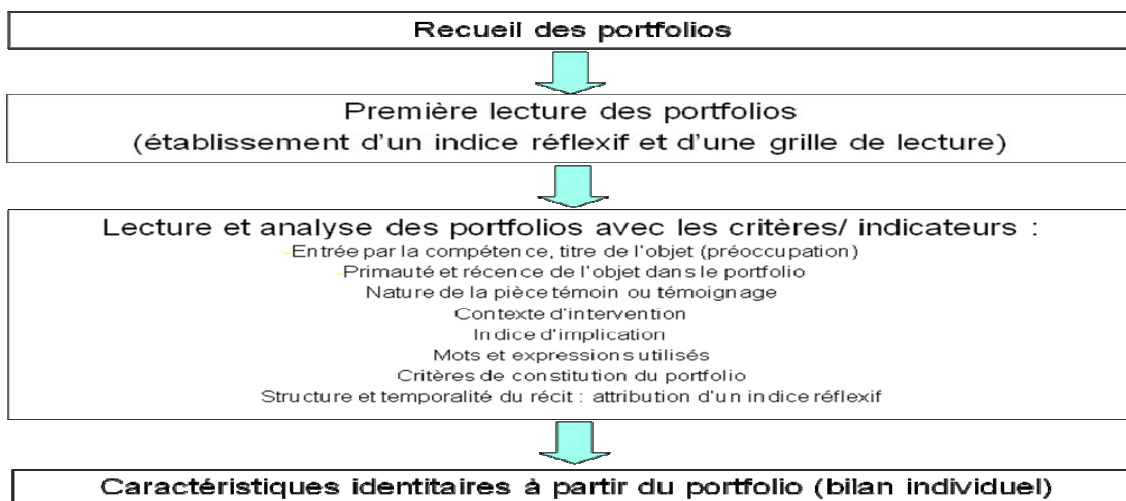 Recueil des portfolios
Première lecture des portfolios
(établissement d'un indice réflexif et d'une grille de lecture)
Lecture et analyse des portfolios avec les critères/ indicateurs :
-Entrée par la compétence, titre de l'objet (préoccupation)
-Primauté et récence de l'objet dans le portfolio
Nature de la pièce témoin ou témoignage
Contexte d'intervention
Indice d'implication
Mots et expressions utilisés
Critères de constitution du portfolio
Structure et temporalité du récit : attribution d'un indice réflexif
Caractéristiques identitaires à partir du portfolio (bilan individuel)